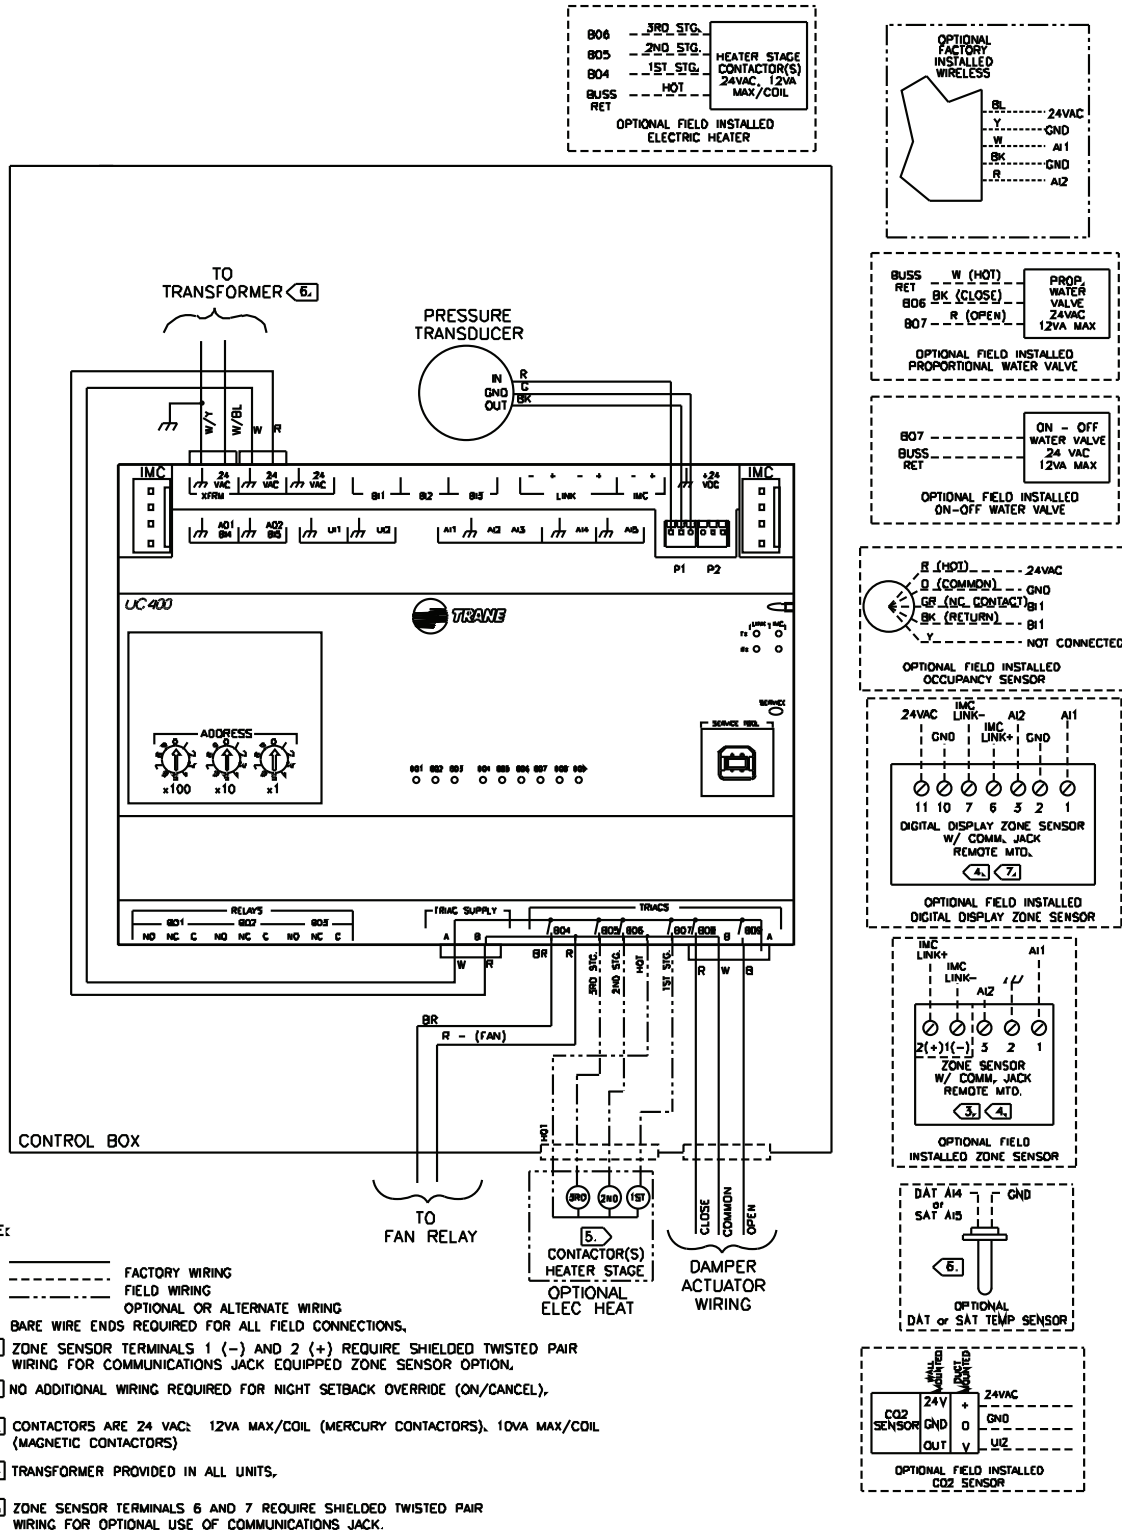 BO6 3RD STG.
BO5 2ND STG.
BO4 1ST STG.
BUSS RET HOT
HEATER STAGE
CONTACTOR(S)
24VAC, 12VA
MAX/COIL
OPTIONAL FIELD INSTALLED
ELECTRIC HEATER
OPTIONAL
FACTORY
INSTALLED
WIRELESS
BL 24VAC
Y GND
W AI1
BK GND
R AI2
TO
TRANSFORMER 6.
PRESSURE
TRANSDUCER
IN R
GND G
OUT BK
W/Y
W/BL
W
R
BUSS RET W (HOT)
BO6 BK (CLOSE)
BO7 R (OPEN)
PROP.
WATER
VALVE
24VAC
12VA MAX
OPTIONAL FIELD INSTALLED
PROPORTIONAL WATER VALVE
BO7
BUSS
RET
ON - OFF
WATER VALVE
24 VAC
12VA MAX
OPTIONAL FIELD INSTALLED
ON-OFF WATER VALVE
IMC
24 VAC
24 VAC
24 VAC
XFRM
BI1 BI2 BI3
- + - + - +
LINK IMC
+24 VDC
IMC
AO1 BI4
AO2 BI5
UI1 UI2
AI1 AI2 AI3 AI4 AI5
P1 P2
R (HOT) 24VAC
O (COMMON) GND
GR (NC CONTACT) BI1
BK (RETURN) BI1
Y NOT CONNECTED
OPTIONAL FIELD INSTALLED
OCCUPANCY SENSOR
UC400
TRANE
LINK IMC
TX
RX
SERVICE
SERVICE TOOL
ADDRESS
x100 x10 x1
BO1 BO2 BO3 BO4 BO5 BO6 BO7 BO8 BO9
24VAC GND IMC LINK- IMC LINK+ AI2 GND AI1
11 10 7 6 3 2 1
DIGITAL DISPLAY ZONE SENSOR
W/ COMM. JACK
REMOTE MTD.
4. 7.
OPTIONAL FIELD INSTALLED
DIGITAL DISPLAY ZONE SENSOR
RELAYS
BO1 BO2 BO3
NO NC C NO NC C NO NC C
TRIAC SUPPLY
A B
TRIACS
BO4 BO5 BO6 BO7 BO8 B BO9 A
W R
BR R
3RD STG.
2ND STG.
HOT
1ST STG.
R W B
BR
R - (FAN)
IMC
LINK+
IMC
LINK-
AI2
AI1
2(+) 1(-) 3 2 1
ZONE SENSOR
W/ COMM. JACK
REMOTE MTD.
3. 4.
OPTIONAL FIELD
INSTALLED ZONE SENSOR
CONTROL BOX
HOT
3RD 2ND 1ST
5.
CONTACTOR(S)
HEATER STAGE
OPTIONAL
ELEC HEAT
TO
FAN RELAY
CLOSE
COMMON
OPEN
DAMPER
ACTUATOR
WIRING
DAT AI4
or
SAT AI5
GND
6.
OPTIONAL
DAT or SAT TEMP SENSOR
FACTORY WIRING
FIELD WIRING
OPTIONAL OR ALTERNATE WIRING
BARE WIRE ENDS REQUIRED FOR ALL FIELD CONNECTIONS.
ZONE SENSOR TERMINALS 1 (-) AND 2 (+) REQUIRE SHIELDED TWISTED PAIR
WIRING FOR COMMUNICATIONS JACK EQUIPPED ZONE SENSOR OPTION.
NO ADDITIONAL WIRING REQUIRED FOR NIGHT SETBACK OVERRIDE (ON/CANCEL).
CONTACTORS ARE 24 VAC: 12VA MAX/COIL (MERCURY CONTACTORS), 10VA MAX/COIL
(MAGNETIC CONTACTORS)
TRANSFORMER PROVIDED IN ALL UNITS.
ZONE SENSOR TERMINALS 6 AND 7 REQUIRE SHIELDED TWISTED PAIR
WIRING FOR OPTIONAL USE OF COMMUNICATIONS JACK.
WALL MOUNTED
DUCT MOUNTED
CO2
SENSOR
24V + 24VAC
GND 0 GND
OUT V UI2
OPTIONAL FIELD INSTALLED
CO2 SENSOR